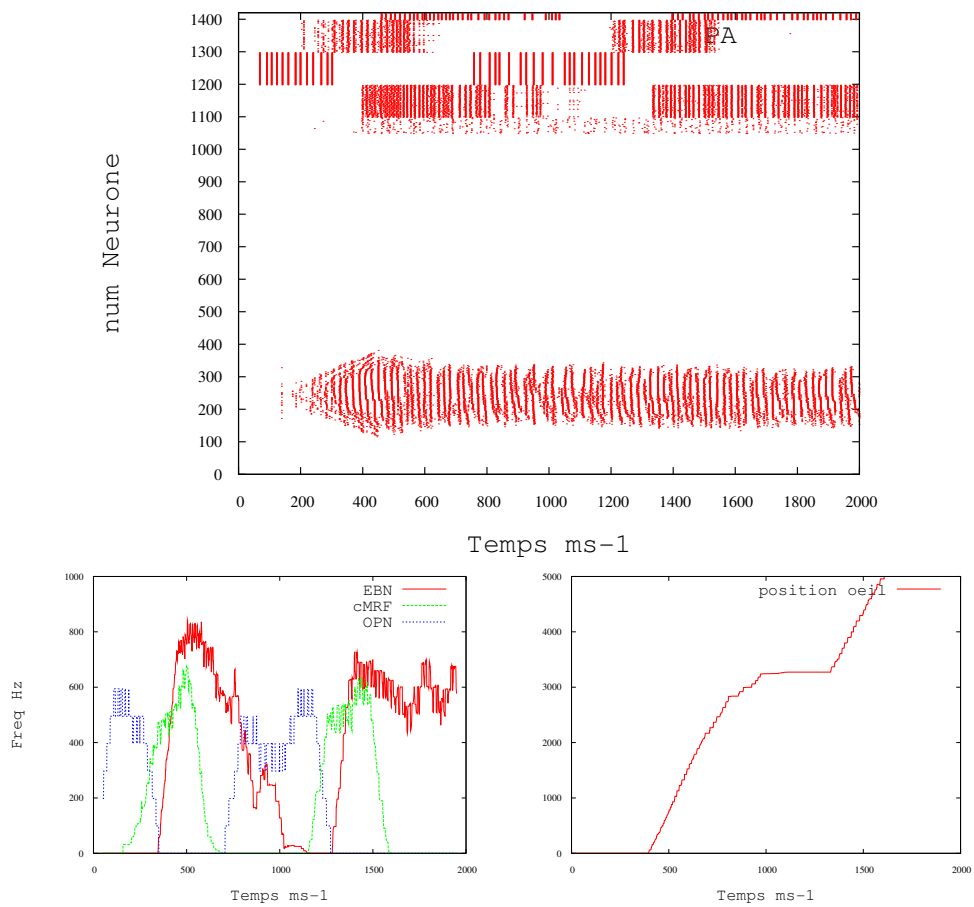 1400
1300
1200
1100
1000
900
800
700
600
500
400
300
200
100
0
num Neurone
PA
0 200 400 600 800 1000 1200 1400 1600 1800 2000
Temps ms-1
1000
800
600
400
200
0
Freq Hz
EBN
cMRF
OPN
0 500 1000 1500 2000
Temps ms-1
5000
4000
3000
2000
1000
0
position oeil
0 500 1000 1500 2000
Temps ms-1